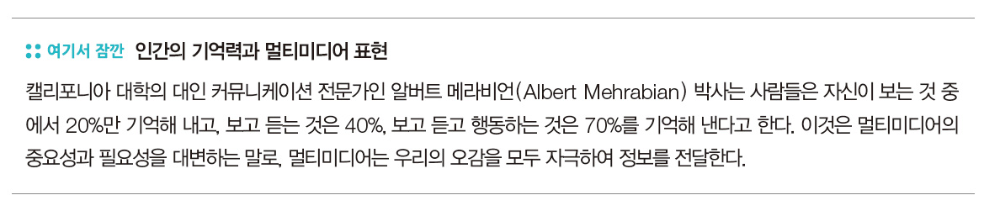 여기서 잠깐 인간의 기억력과 멀티미디어 표현
캘리포니아 대학의 대인 커뮤니케이션 전문가인 알버트 메라비언(Albert Mehrabian) 박사는 사람들은 자신이 보는 것 중
에서 20%만 기억해 내고, 보고 듣는 것은 40%, 보고 듣고 행동하는 것은 70%를 기억해 낸다고 한다. 이것은 멀티미디어의
중요성과 필요성을 대변하는 말로, 멀티미디어는 우리의 오감을 모두 자극하여 정보를 전달한다.